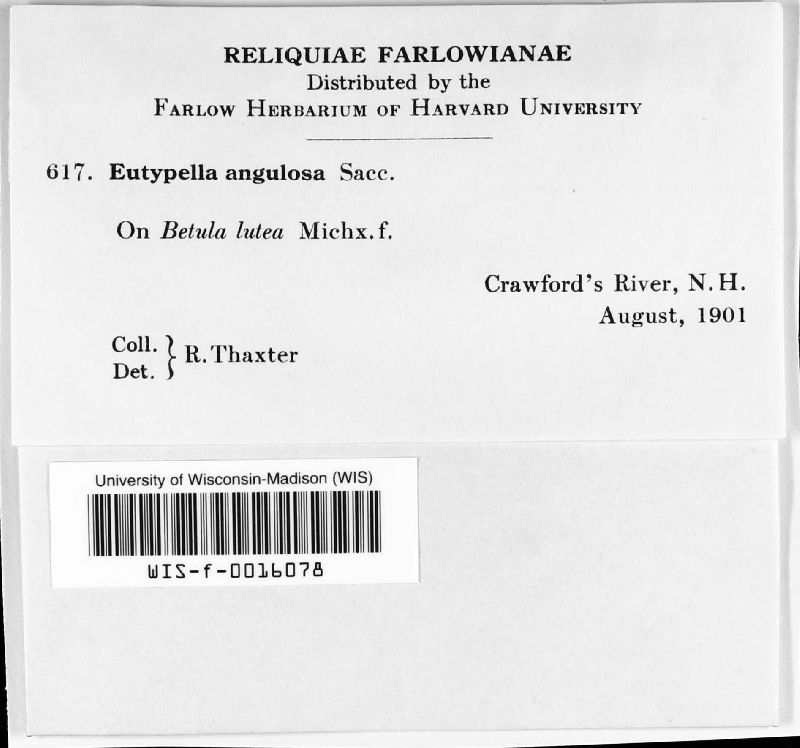 RELIQUIAE FARLOWIANAE
Distributed by the
FARLOW HERBARIUM OF HARVARD UNIVERSITY
617. Eutypella angulosa Sacc.
On Betula lutea Michx. f.
Crawford's River, N. H.
August, 1901
Coll.
Det. } R. Thaxter
University of Wisconsin-Madison (WIS)
WIS-f-0016078